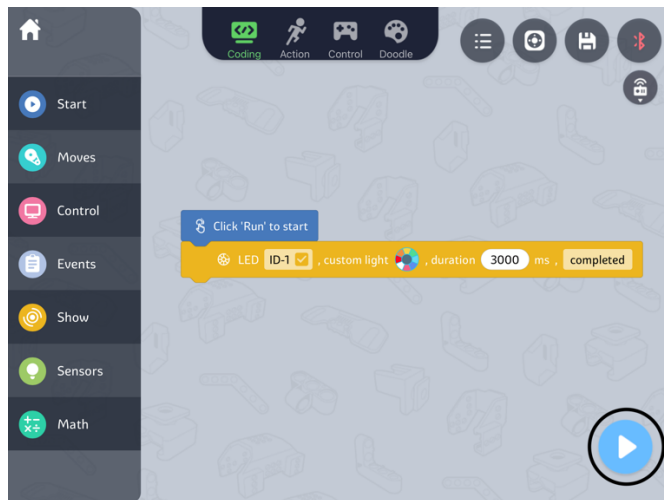 Coding Action Control Doodle
Start
Moves
Control
Events
Show
Sensors
Math
Click 'Run' to start
LED ID-1 , custom light , duration 3000 ms , completed